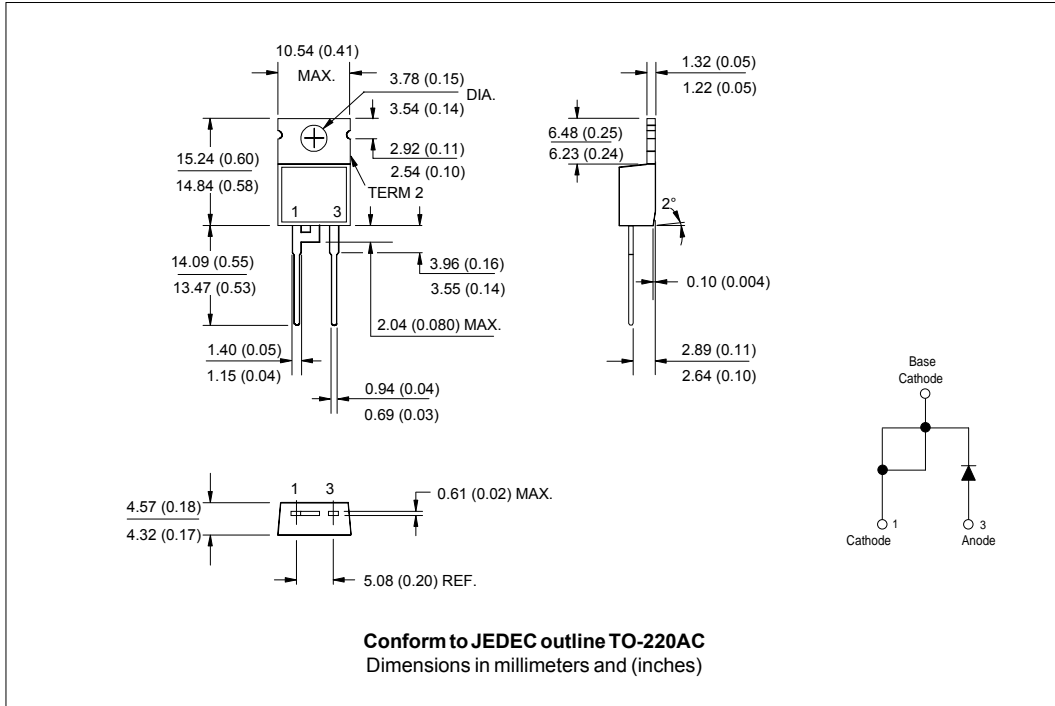 10.54 (0.41)
MAX.
3.78 (0.15)
3.54 (0.14)
DIA.
2.92 (0.11)
2.54 (0.10)
15.24 (0.60)
14.84 (0.58)
TERM 2
1 3
14.09 (0.55)
13.47 (0.53)
3.96 (0.16)
3.55 (0.14)
2.04 (0.080) MAX.
1.40 (0.05)
1.15 (0.04)
0.94 (0.04)
0.69 (0.03)
1.32 (0.05)
1.22 (0.05)
6.48 (0.25)
6.23 (0.24)
2°
0.10 (0.004)
2.89 (0.11)
2.64 (0.10)
Base
Cathode
1
Cathode
3
Anode
1 3
4.57 (0.18)
4.32 (0.17)
0.61 (0.02) MAX.
5.08 (0.20) REF.
Conform to JEDEC outline TO-220AC
Dimensions in millimeters and (inches)